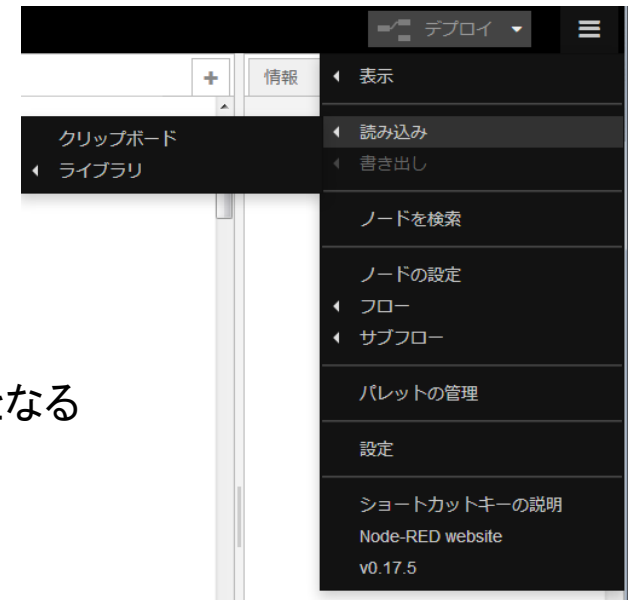 デプロイ
+
情報
表示
クリップボード
ライブラリ
読み込み
書き出し
ノードを検索
ノードの設定
フロー
サブフロー
なる
パレットの管理
設定
ショートカットキーの説明
Node-RED website
v0.17.5